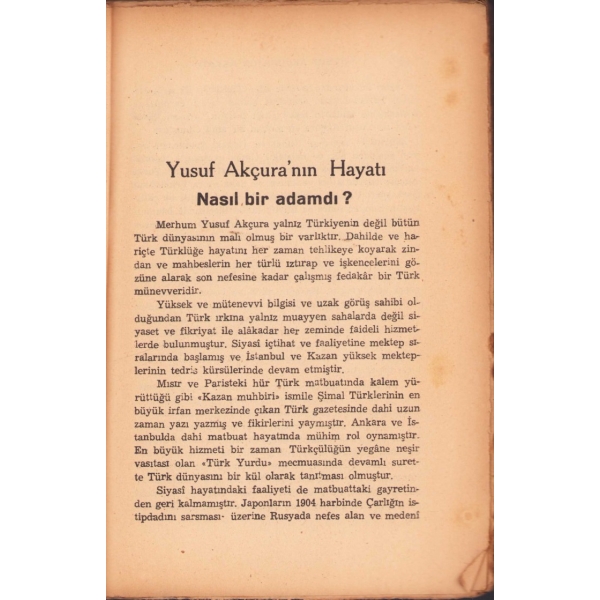 Yusuf Akçura'nın Hayatı
Nasıl bir adamdı ?
Merhum Yusuf Akçura yalnız Türkiyenin değil bütün
Türk dünyasının malı olmuş bir varlıktır. Dahilde ve ha-
riçte Türklüğe hayatını her zaman tehlikeye koyarak zin-
dan ve mahbeslerin her türlü ıztırap ve işkencelerini gö-
züne alarak son nefesine kadar çalışmış fedakâr bir Türk
münevveridir.
Yüksek ve mütenevvi bilgisi ve uzak görüş sahibi ol-
duğundan Türk ırkına yalnız muayyen sahalarda değil si-
yaset ve fikriyat ile alâkadar her zeminde faideli hizmet-
lerde bulunmuştur. Siyasî içtihat ve faaliyetine mektep sı-
ralarında başlamış ve İstanbul ve Kazan yüksek mektep-
lerinin tedris kürsülerinde devam etmiştir.
Mısır ve Paristeki hür Türk matbuatında kalem yü-
rüttüğü gibi «Kazan muhbiri» ismile Şimal Türklerinin en
büyük irfan merkezinde çıkan Türk gazetesinde dahi uzun
zaman yazı yazmış ve fikirlerini yaymıştır. Ankara ve İs-
tanbulda dahi matbuat hayatında mühim rol oynamıştır.
En büyük hizmeti bir zaman Türkçülüğün yegâne neşir
vasıtası olan «Türk Yurdu» mecmuasında devamlı suret-
te Türk dünyasını bir kül olarak tanıtması olmuştur.
Siyasî hayatındaki faaliyeti de matbuattaki gayretin-
den geri kalmamıştır. Japonların 1904 harbinde Çarlığın is-
tipdadını sarsması üzerine Rusyada nefes alan ve medenî